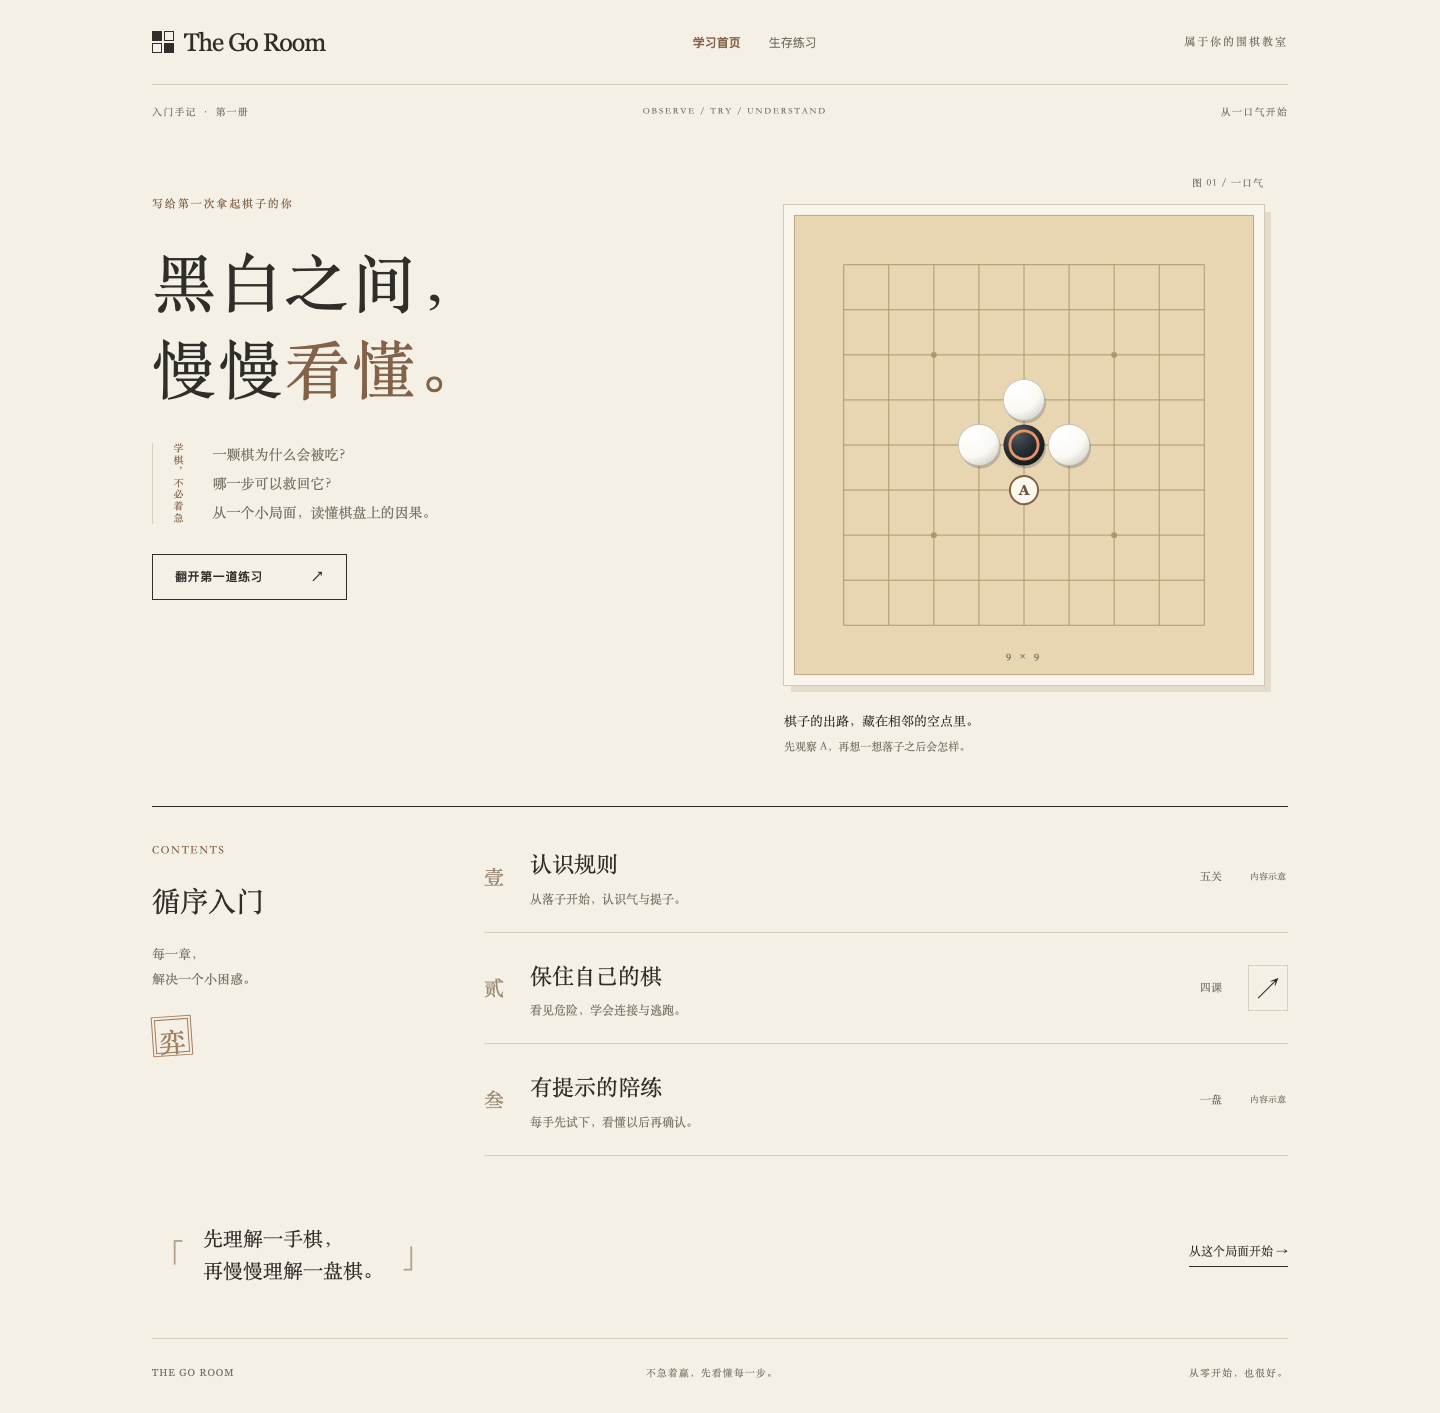 The Go Room
学习首页
生存练习
属于你的围棋教室
入门手记 · 第一册
OBSERVE / TRY / UNDERSTAND
从一口气开始
写给第一次拿起棋子的你
黑白之间，
慢慢看懂。
学棋，不必着急
一颗棋为什么会被吃？
哪一步可以救回它？
从一个小局面，读懂棋盘上的因果。
翻开第一道练习 ↗
图 01 / 一口气
A
9 × 9
棋子的出路，藏在相邻的空点里。
先观察 A，再想一想落子之后会怎样。
CONTENTS
循序入门
每一章，
解决一个小困惑。
弈
壹
认识规则
从落子开始，认识气与提子。
五关
内容示意
贰
保住自己的棋
看见危险，学会连接与逃跑。
四课
↗
叁
有提示的陪练
每手先试下，看懂以后再确认。
一盘
内容示意
「先理解一手棋，
再慢慢理解一盘棋。」
从这个局面开始 →
THE GO ROOM
不急着赢，先看懂每一步。
从零开始，也很好。